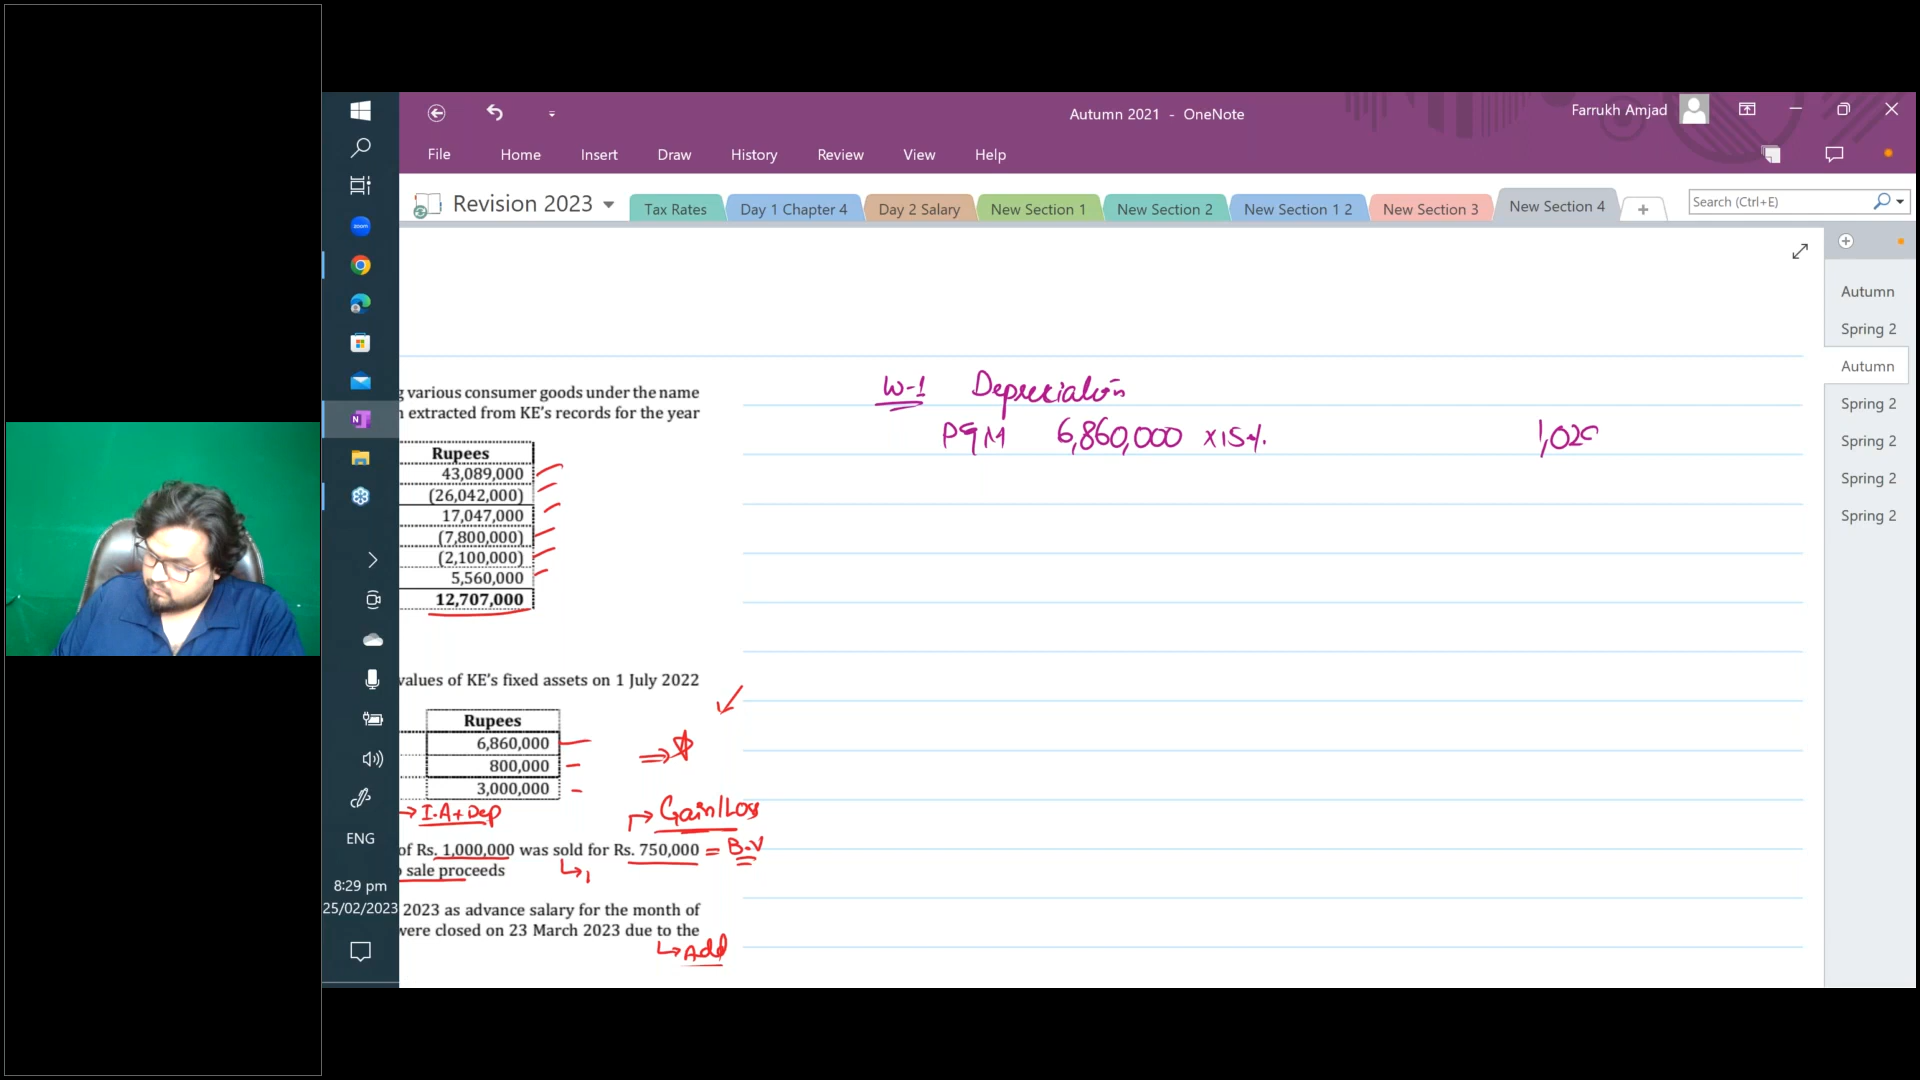 Autumn 2021 - OneNote
Farrukh Amjad
File Home Insert Draw History Review View Help
Revision 2023
Tax Rates
Day 1 Chapter 4
Day 2 Salary
New Section 1
New Section 2
New Section 1 2
New Section 3
New Section 4
Search (Ctrl+E)
Autumn
Spring 2
Autumn
Spring 2
Spring 2
Spring 2
Spring 2
zoom
W-1 Depreciation
P&M 6,860,000 ×15%
various consumer goods under the name
extracted from KE's records for the year
Rupees
43,089,000
(26,042,000)
17,047,000
(7,800,000)
(2,100,000)
5,560,000
12,707,000
values of KE's fixed assets on 1 July 2022
Rupees
6,860,000
800,000
3,000,000
→ I.A+Dep
→ Gain/Loss
of Rs. 1,000,000 was sold for Rs. 750,000 = B.V
sale proceeds
2023 as advance salary for the month of
were closed on 23 March 2023 due to the
↳ Add
ENG
8:29 pm
25/02/2023